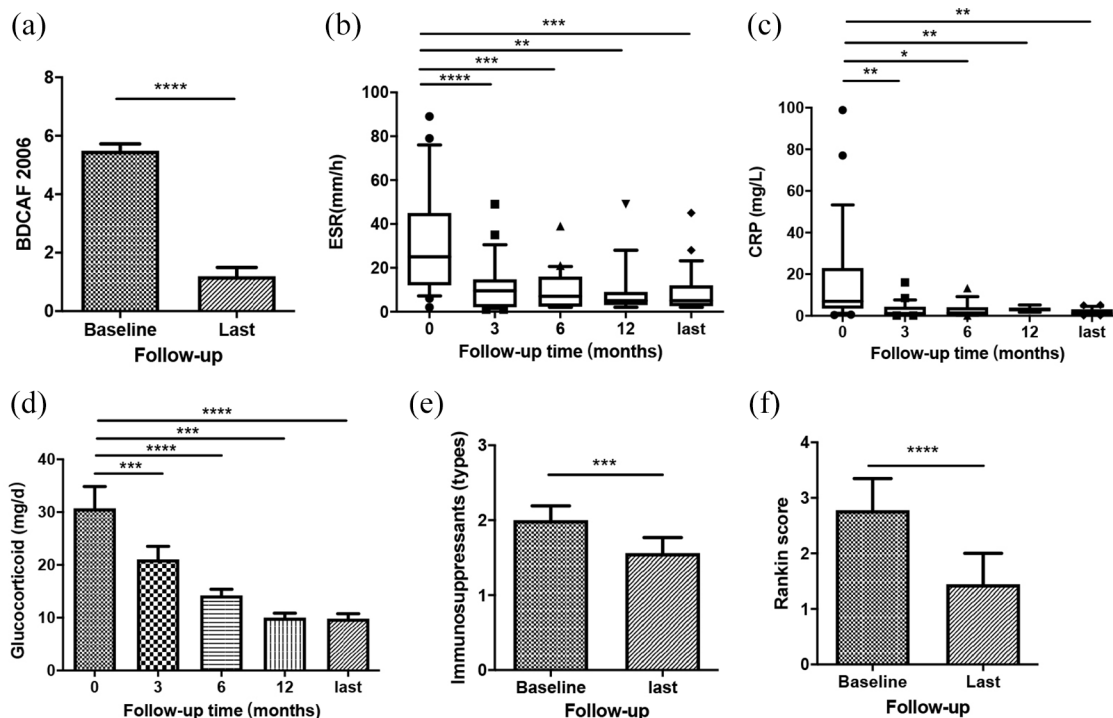 (a)
****
BDCAF 2006
8
6
4
2
0
Baseline Last
Follow-up
(b)
***
**
***
****
ESR(mm/h)
100
80
60
40
20
0
0 3 6 12 last
Follow-up time (months)
(c)
**
**
*
**
CRP (mg/L)
100
80
60
40
20
0
0 3 6 12 last
Follow-up time (months)
(d)
****
***
****
***
Glucocorticoid (mg/d)
40
30
20
10
0
0 3 6 12 last
Follow-up time (months)
(e)
***
Immunosuppressants (types)
3
2
1
0
Baseline last
Follow-up
(f)
****
Rankin score
4
3
2
1
0
Baseline Last
Follow-up